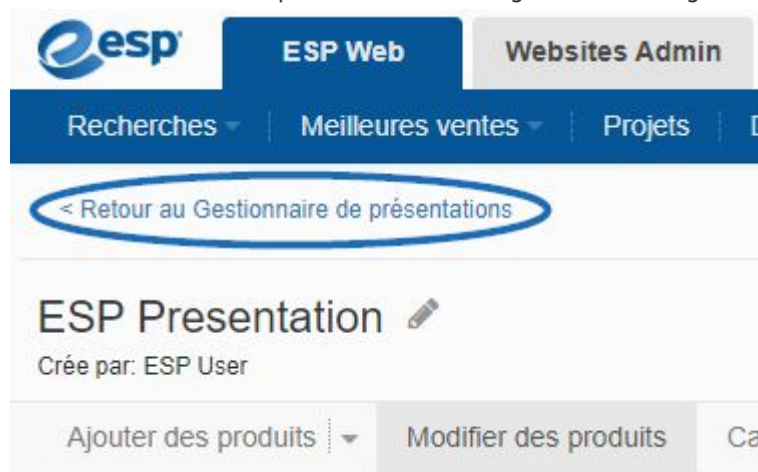 esp ESP Web Websites Admin
Recherches Meilleures ventes Projets
< Retour au Gestionnaire de présentations
ESP Presentation
Crée par: ESP User
Ajouter des produits Modifier des produits